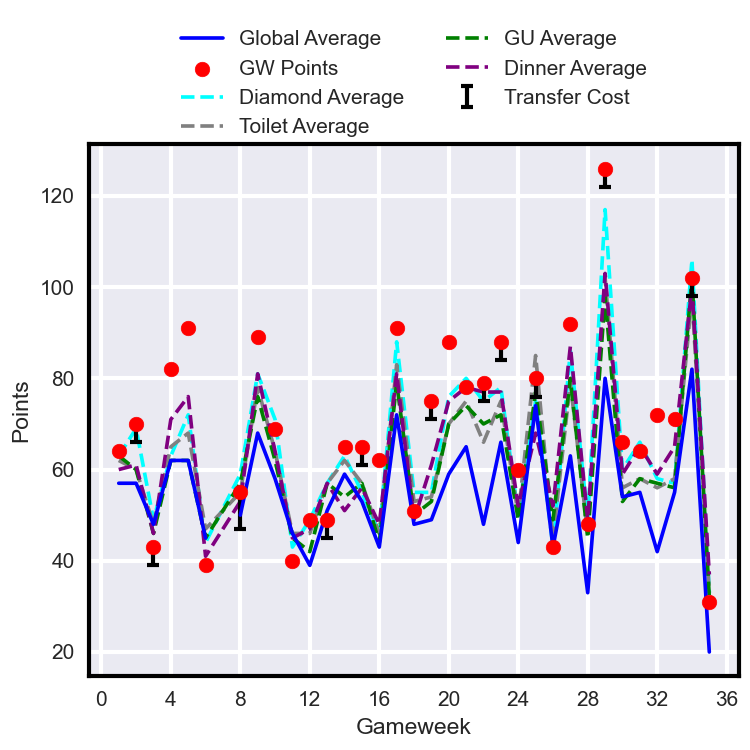 Global Average
GW Points
Diamond Average
Toilet Average
GU Average
Dinner Average
Transfer Cost
Points
120
100
80
60
40
20
0 4 8 12 16 20 24 28 32 36
Gameweek